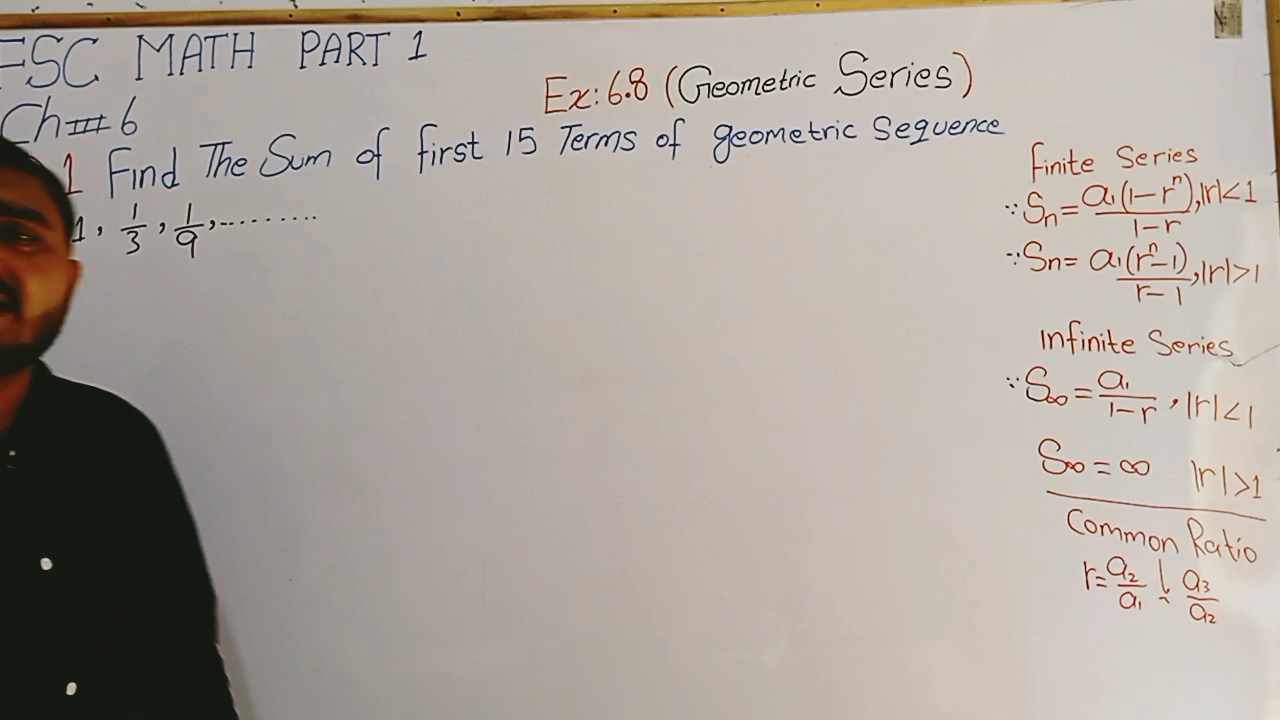 FSC MATH PART 1
Ch# 6
Ex: 6.8 (Geometric Series)
1 Find The Sum of first 15 Terms of geometric sequence
1, 1/3, 1/9, .........
Finite Series
∵ Sₙ = a₁(1-rⁿ)/1-r, |r|<1
∵ Sn = a₁(rⁿ-1)/r-1, |r|>1
Infinite Series
∵ S∞ = a₁/1-r, |r|<1
S∞ = ∞ |r|>1
Common Ratio
r = a₂/a₁ یا a₃/a₂